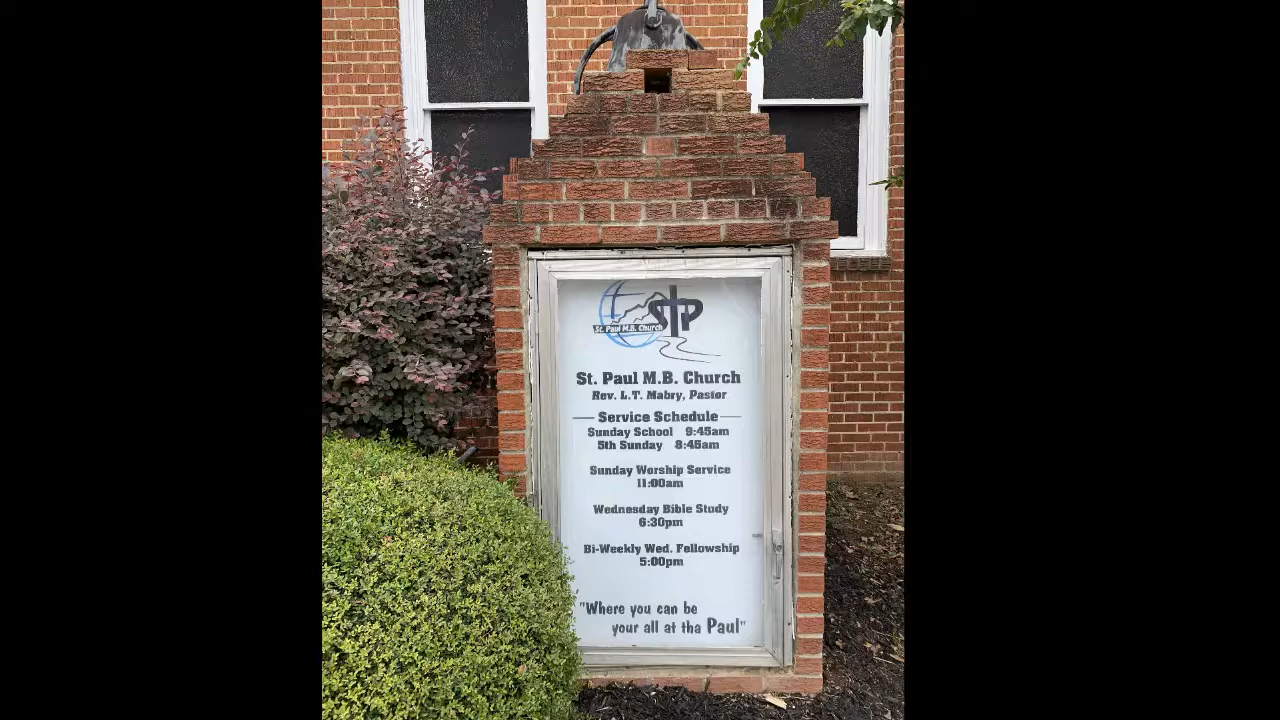 STP
St. Paul M.B. Church
St. Paul M.B. Church
Rev. L.T. Mabry, Pastor
Service Schedule
Sunday School 9:45am
5th Sunday 8:45am
Sunday Worship Service
11:00am
Wednesday Bible Study
6:30pm
Bi-Weekly Wed. Fellowship
5:00pm
"Where you can be
your all at tha Paul"